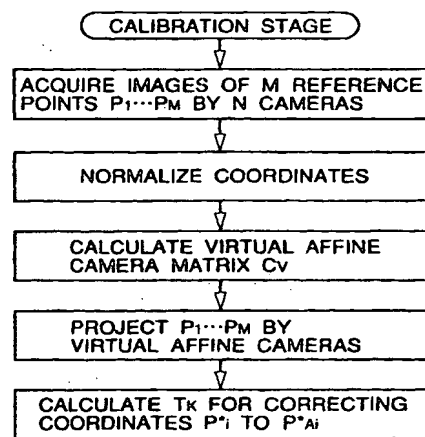 CALIBRATION STAGE
ACQUIRE IMAGES OF M REFERENCE
POINTS P1···PM BY N CAMERAS
NORMALIZE COORDINATES
CALCULATE VIRTUAL AFFINE
CAMERA MATRIX CV
PROJECT P1···PM BY
VIRTUAL AFFINE CAMERAS
CALCULATE TK FOR CORRECTING
COORDINATES P*i TO P*Ai